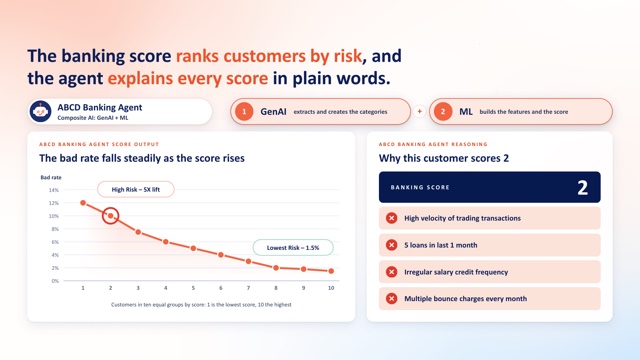 The banking score ranks customers by risk, and
the agent explains every score in plain words.
ABCD Banking Agent
Composite AI: GenAI + ML
1 GenAI extracts and creates the categories
+
2 ML builds the features and the score
ABCD BANKING AGENT SCORE OUTPUT
The bad rate falls steadily as the score rises
Bad rate
14%
12%
10%
8%
6%
4%
2%
0%
High Risk – 5X lift
Lowest Risk – 1.5%
1 2 3 4 5 6 7 8 9 10
Customers in ten equal groups by score: 1 is the lowest score, 10 the highest
ABCD BANKING AGENT REASONING
Why this customer scores 2
BANKING SCORE 2
High velocity of trading transactions
5 loans in last 1 month
Irregular salary credit frequency
Multiple bounce charges every month